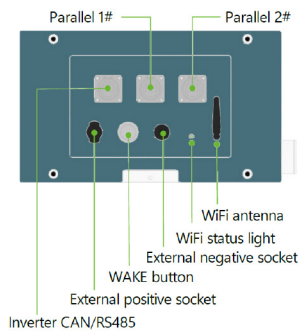 Parallel 1#
Parallel 2#
WiFi antenna
WiFi status light
External negative socket
WAKE button
External positive socket
Inverter CAN/RS485